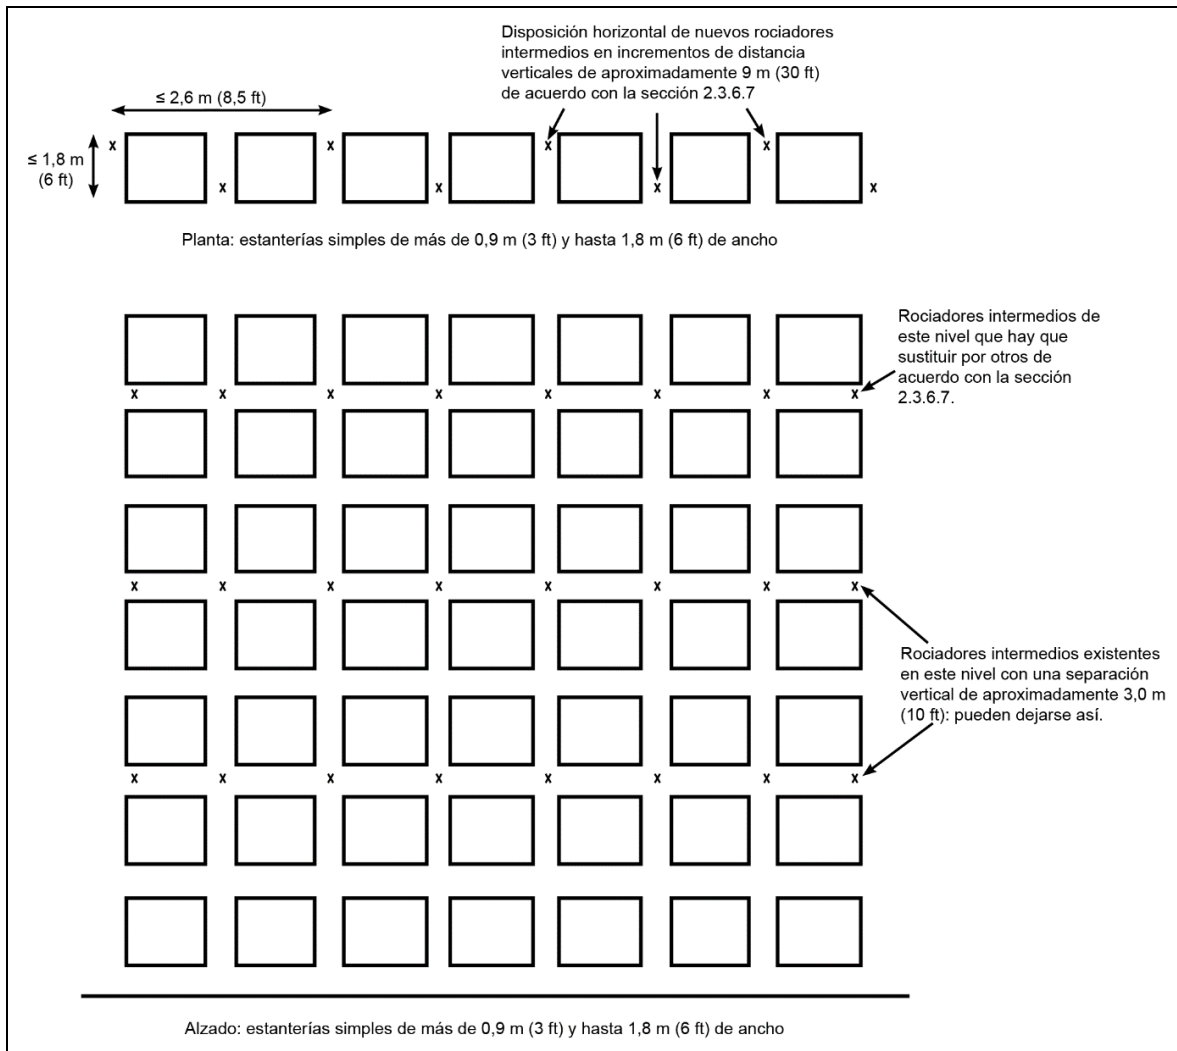 Disposición horizontal de nuevos rociadores
intermedios en incrementos de distancia
verticales de aproximadamente 9 m (30 ft)
de acuerdo con la sección 2.3.6.7
≤ 2,6 m (8,5 ft)
≤ 1,8 m
(6 ft)
x x x x
x x x x
Planta: estanterías simples de más de 0,9 m (3 ft) y hasta 1,8 m (6 ft) de ancho
Rociadores intermedios de
este nivel que hay que
sustituir por otros de
acuerdo con la sección
2.3.6.7.
x x x x x x x x
x x x x x x x x
Rociadores intermedios existentes
en este nivel con una separación
vertical de aproximadamente 3,0 m
(10 ft): pueden dejarse así.
x x x x x x x x
Alzado: estanterías simples de más de 0,9 m (3 ft) y hasta 1,8 m (6 ft) de ancho